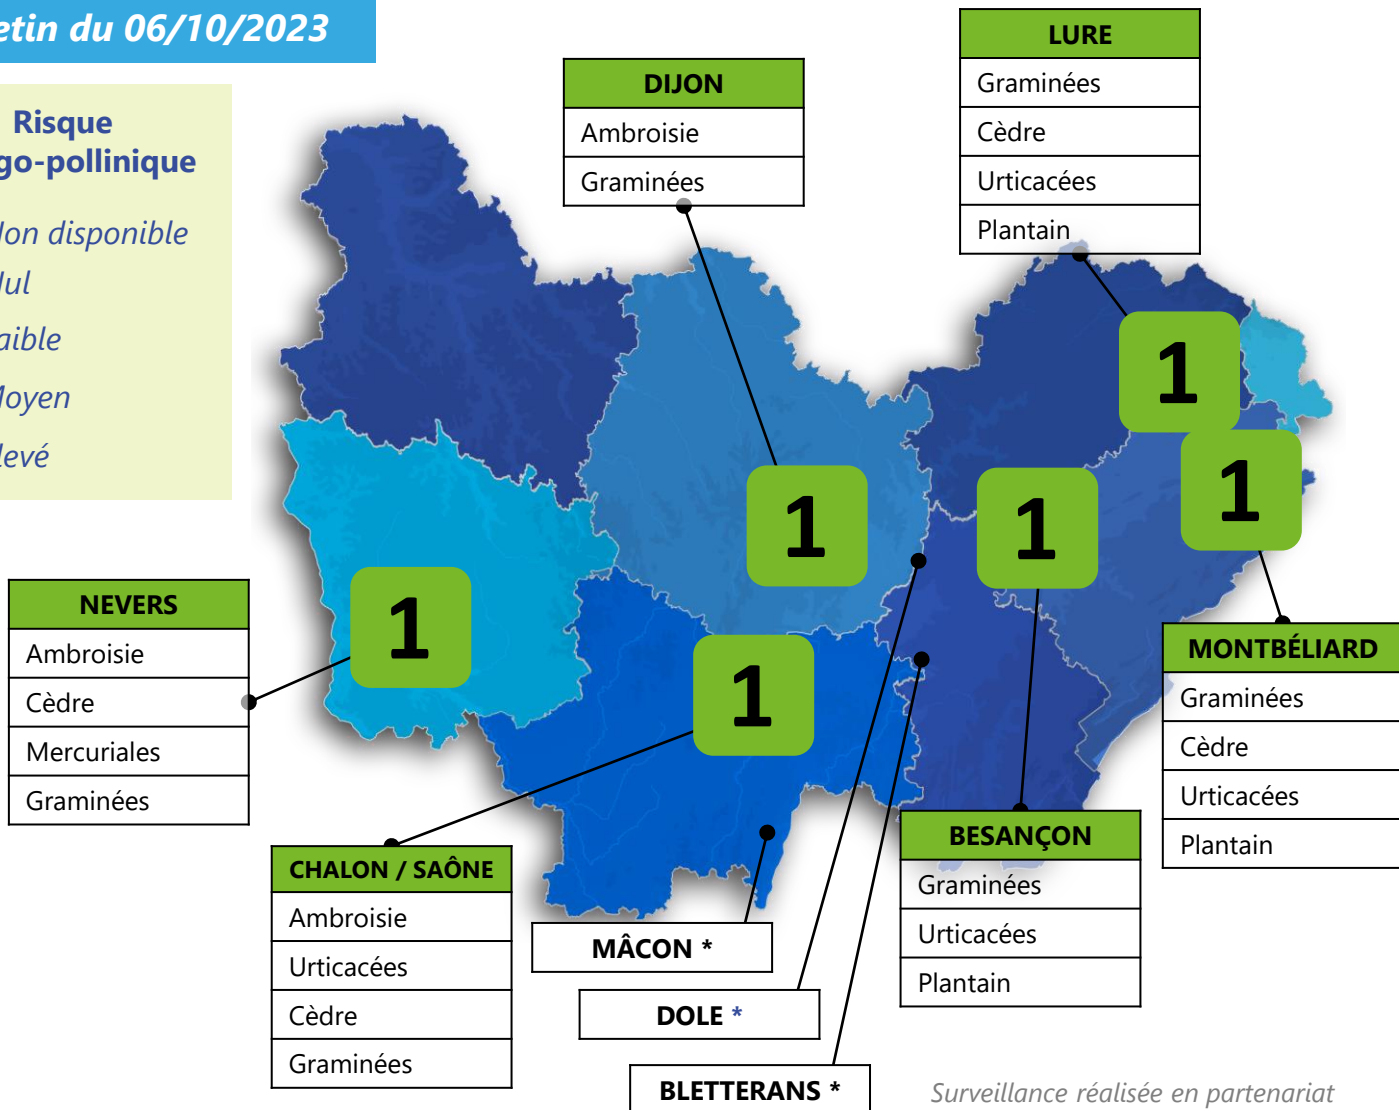 etin du 06/10/2023
Risque
go-pollinique
Non disponible
Nul
aible
Moyen
levé
DIJON
Ambroisie
Graminées
LURE
Graminées
Cèdre
Urticacées
Plantain
1
1
1
1
1
1
NEVERS
Ambroisie
Cèdre
Mercuriales
Graminées
MONTBÉLIARD
Graminées
Cèdre
Urticacées
Plantain
CHALON / SAÔNE
Ambroisie
Urticacées
Cèdre
Graminées
BESANÇON
Graminées
Urticacées
Plantain
MÂCON *
DOLE *
BLETTERANS *
Surveillance réalisée en partenariat